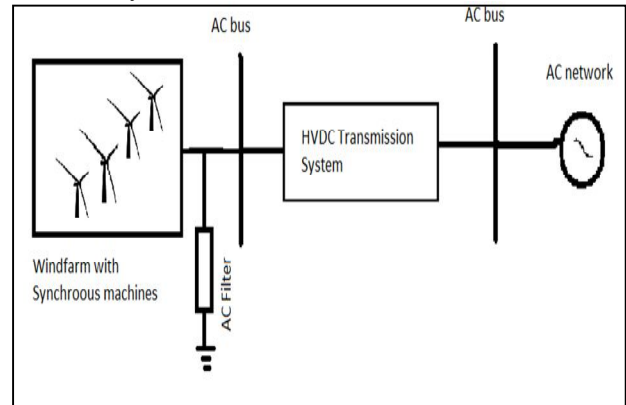 AC bus
AC bus
AC network
HVDC Transmission
System
Windfarm with
Synchroous machines
AC Filter